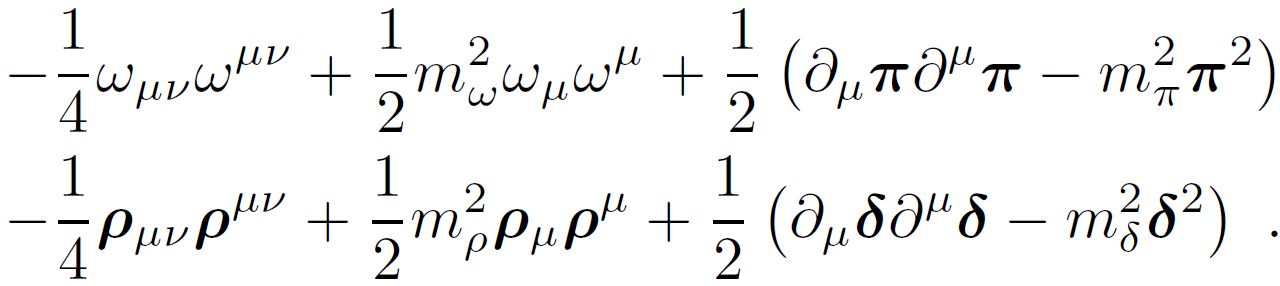 -\frac{1}{4}\omega_{\mu\nu}\omega^{\mu\nu} + \frac{1}{2}m_{\omega}^{2}\omega_{\mu}\omega^{\mu} + \frac{1}{2}\left(\partial_{\mu}\boldsymbol{\pi}\partial^{\mu}\boldsymbol{\pi} - m_{\pi}^{2}\boldsymbol{\pi}^{2}\right)
-\frac{1}{4}\boldsymbol{\rho}_{\mu\nu}\boldsymbol{\rho}^{\mu\nu} + \frac{1}{2}m_{\rho}^{2}\boldsymbol{\rho}_{\mu}\boldsymbol{\rho}^{\mu} + \frac{1}{2}\left(\partial_{\mu}\boldsymbol{\delta}\partial^{\mu}\boldsymbol{\delta} - m_{\delta}^{2}\boldsymbol{\delta}^{2}\right) .